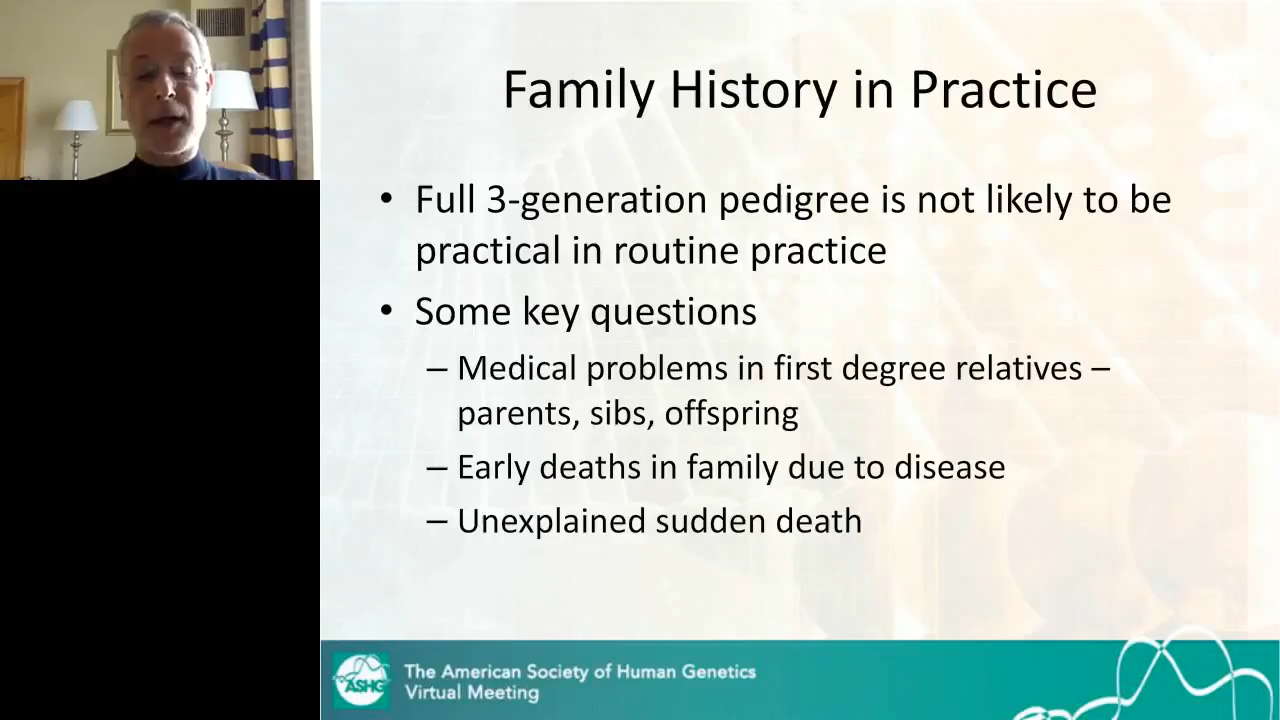 Family History in Practice
• Full 3-generation pedigree is not likely to be
practical in routine practice
• Some key questions
– Medical problems in first degree relatives –
parents, sibs, offspring
– Early deaths in family due to disease
– Unexplained sudden death
ASHG
The American Society of Human Genetics
Virtual Meeting